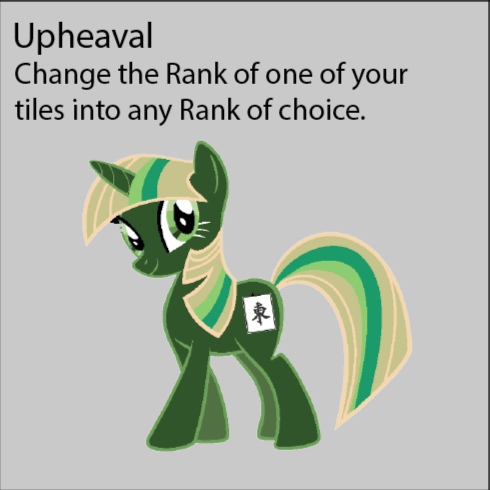 Upheaval
Change the Rank of one of your
tiles into any Rank of choice.
東